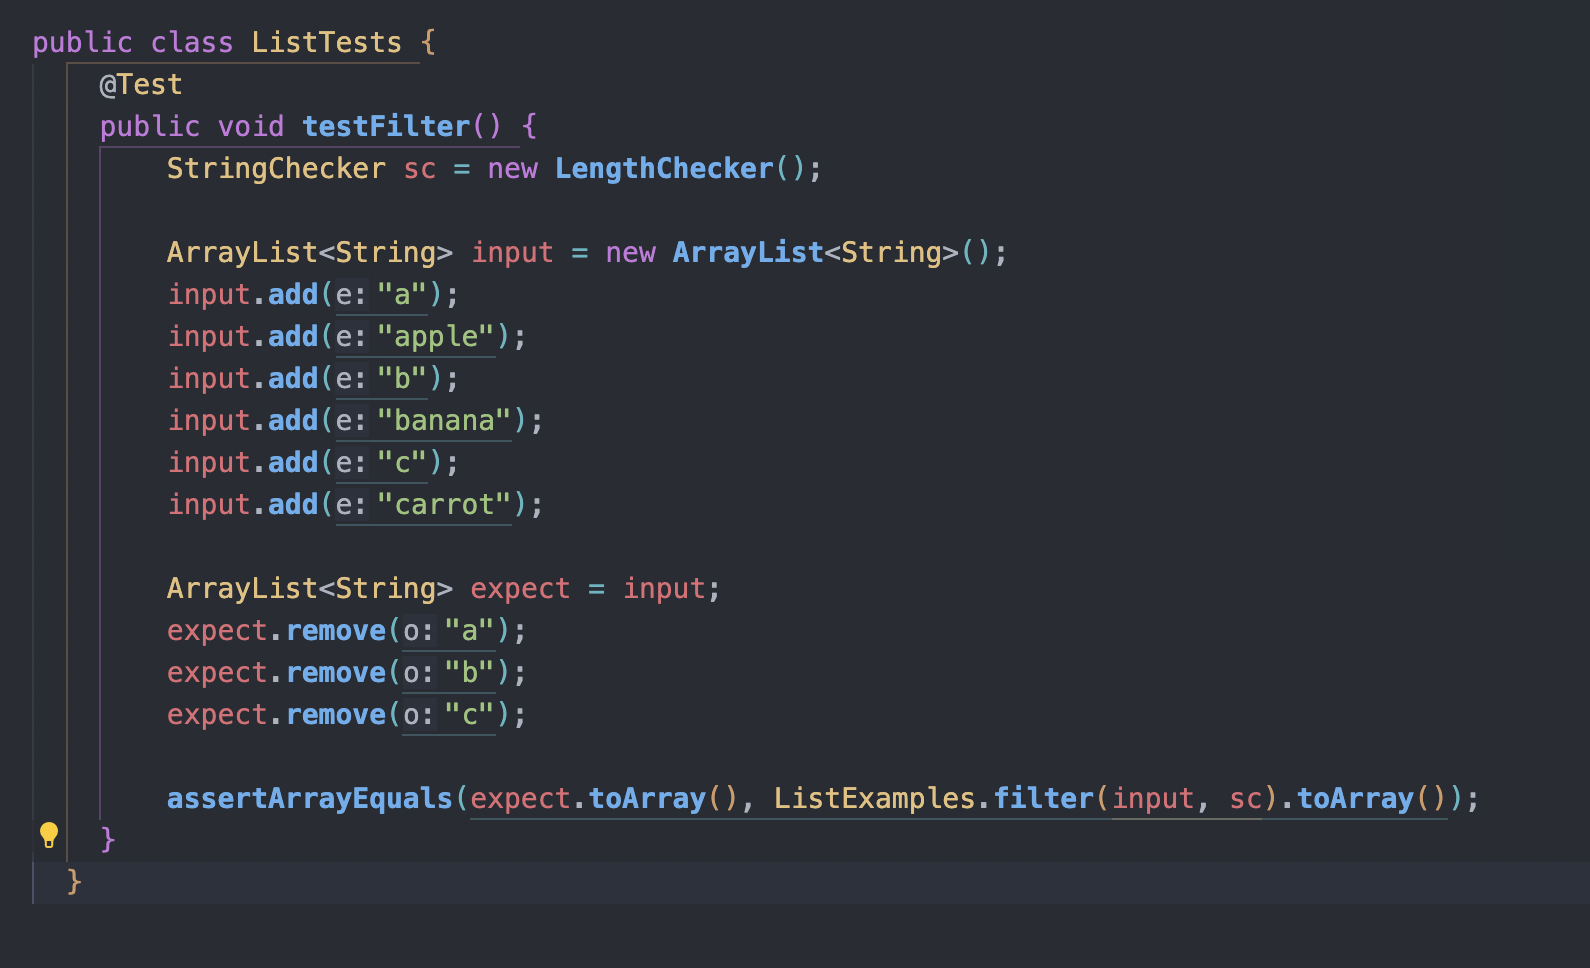 public class ListTests {
@Test
public void testFilter() {
StringChecker sc = new LengthChecker();
ArrayList<String> input = new ArrayList<String>();
input.add(e: "a");
input.add(e: "apple");
input.add(e: "b");
input.add(e: "banana");
input.add(e: "c");
input.add(e: "carrot");
ArrayList<String> expect = input;
expect.remove(o: "a");
expect.remove(o: "b");
expect.remove(o: "c");
assertArrayEquals(expect.toArray(), ListExamples.filter(input, sc).toArray());
}
}